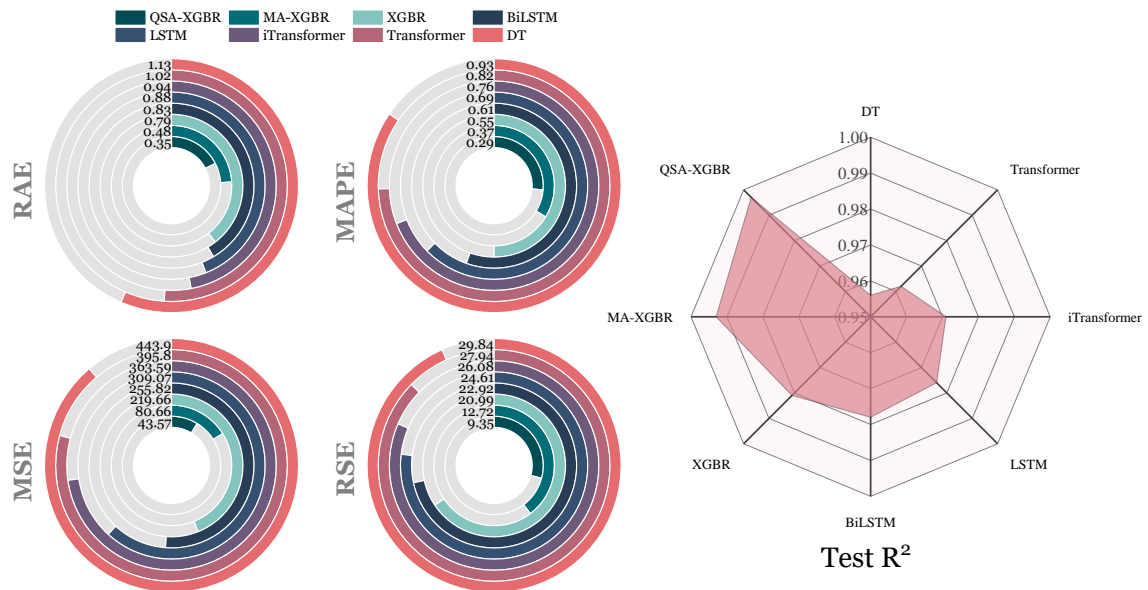 QSA-XGBR MA-XGBR XGBR BiLSTM
LSTM iTransformer Transformer DT
RAE
1.13
1.02
0.94
0.88
0.83
0.79
0.48
0.35
MAPE
0.93
0.82
0.76
0.69
0.61
0.55
0.37
0.29
MSE
443.9
395.8
363.59
309.07
255.82
219.66
80.66
43.57
RSE
29.84
27.94
26.08
24.61
22.92
20.99
12.72
9.35
DT
1.00
QSA-XGBR
Transformer
0.99
0.98
0.97
0.96
0.95
MA-XGBR
iTransformer
XGBR
LSTM
BiLSTM
Test R²